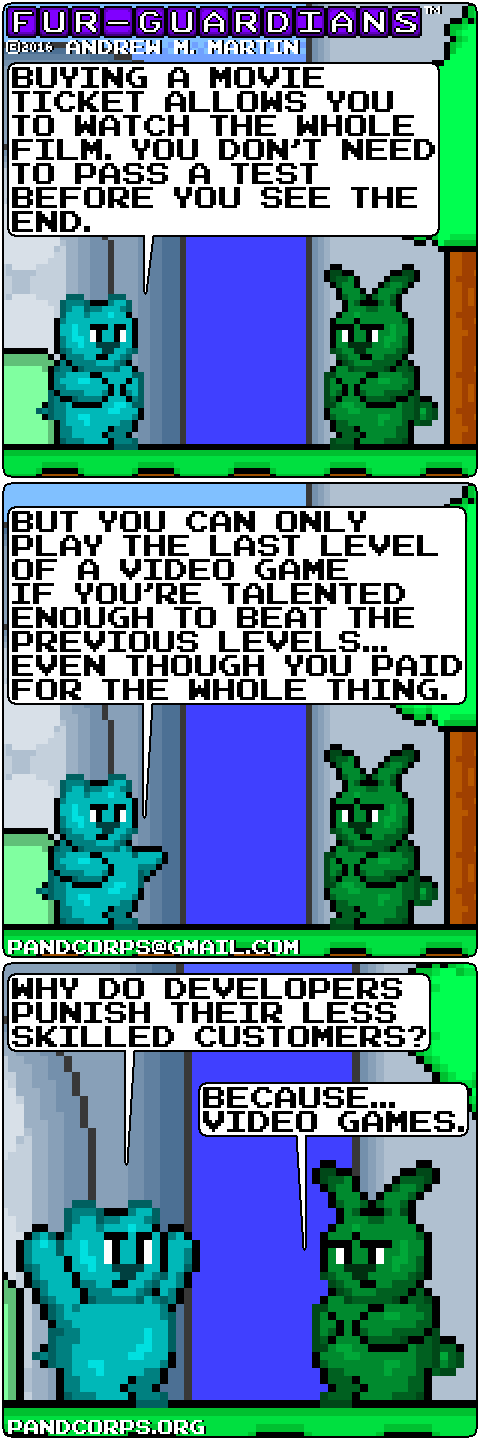 FUR-GUARDIANS™
©2016 ANDREW M. MARTIN
BUYING A MOVIE
TICKET ALLOWS YOU
TO WATCH THE WHOLE
FILM. YOU DON'T NEED
TO PASS A TEST
BEFORE YOU SEE THE
END.
BUT YOU CAN ONLY
PLAY THE LAST LEVEL
OF A VIDEO GAME
IF YOU'RE TALENTED
ENOUGH TO BEAT THE
PREVIOUS LEVELS...
EVEN THOUGH YOU PAID
FOR THE WHOLE THING.
PANDCORPS@GMAIL.COM
WHY DO DEVELOPERS
PUNISH THEIR LESS
SKILLED CUSTOMERS?
BECAUSE...
VIDEO GAMES.
PANDCORPS.ORG